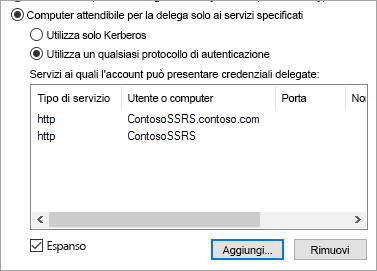 Computer attendibile per la delega solo ai servizi specificati
Utilizza solo Kerberos
Utilizza un qualsiasi protocollo di autenticazione
Servizi ai quali l'account può presentare credenziali delegate:
Tipo di servizio Utente o computer Porta
http ContosoSSRS.contoso.com
http ContosoSSRS
Espanso Aggiungi... Rimuovi